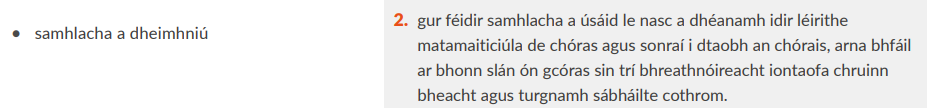 • samhlacha a dheimhniú
2. gur féidir samhlacha a úsáid le nasc a dhéanamh idir léirithe
matamaiticiúla de chóras agus sonraí i dtaobh an chórais, arna bhfáil
ar bhonn slán ón gcóras sin trí bhreathnóireacht iontaofa chruinn
bheacht agus turgnamh sábháilte cothrom.